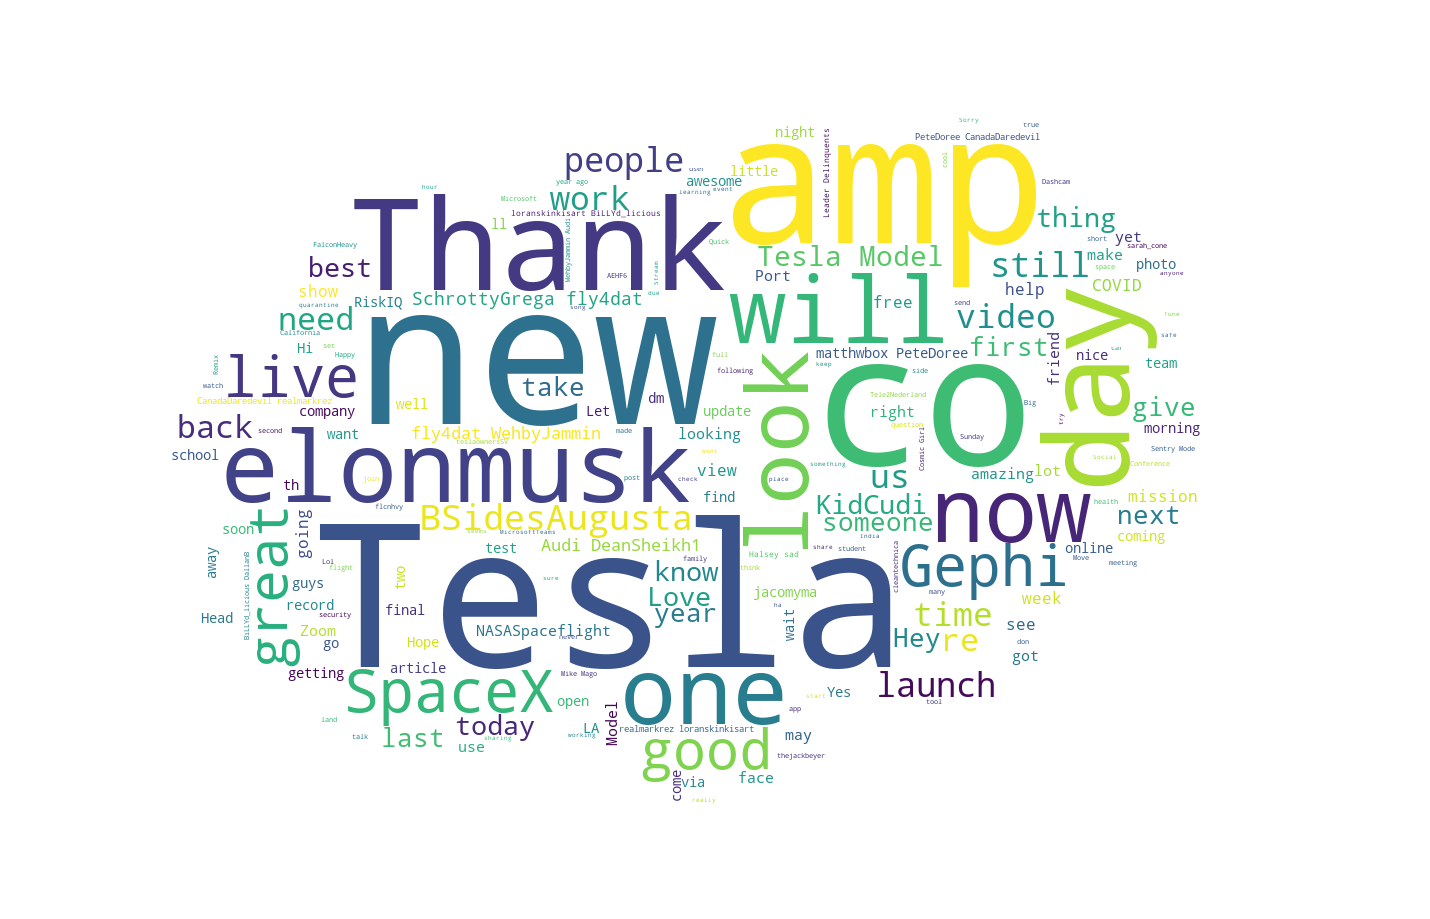 Sorry
true
night
PeteDoree CanadaDaredevil
amp
Leader Delinquents
cool
people
user
little
awesome
Dashcam
year ago
hour
Microsoft
work
learning
event
Thank
loranskinkisart BiLLYd_licious
thing
ll
short
yet
sarah_cone
FalconHeavy
WehbyJammin Audi
Quick
Tesla Model
make
best
AEHF6
Stream
Port
still
space
photo
anyone
show
RiskIQ
SchrottyGrega fly4dat
due
will
free
help
COVID
quarantine
song
send
need
new
video
day
tune
California
safe
Hi
set
Happy
full
matthwbox PeteDoree
first
friend
nice
can
team
Remix
live
take
look
keep
side
watch
following
CanadaDaredevil realmarkrez
company
well
Let
dm
update
Tele2Nederland
co
Big
give
right
try
back
second
want
fly4dat WehbyJammin
made
looking
question
morning
teslaownersSV
Cosmic Girl
Sunday
school
elonmusk
sent
Sentry Mode
Social
view
something
Conference
th
join
post
check
place
us
amazing
lot
health
find
KidCudi
now
mission
flcnhvy
great
BSidesAugusta
someone
next
soon
going
MicrosoftTeams
India
coming
test
Audi DeanSheikh1
Halsey sad
share
student
online
away
BiLLYd_licious DallanB
Lol
Tesla
family
cleantechnica
Gephi
Move
meeting
flight
two
know
think
guys
sure
Love
jacomyma
many
week
record
final
year
na
time
Head
security
wait
see
Zoom
NASASpaceflight
Hey
re
go
Hope
don
got
getting
article
Mike Wago
launch
SpaceX
one
start
Yes
open
tool
app
land
today
Model
LA
realmarkrez loranskinkisart
may
talk
last
sharing
working
use
good
thejackbeyer
come
via
face
really